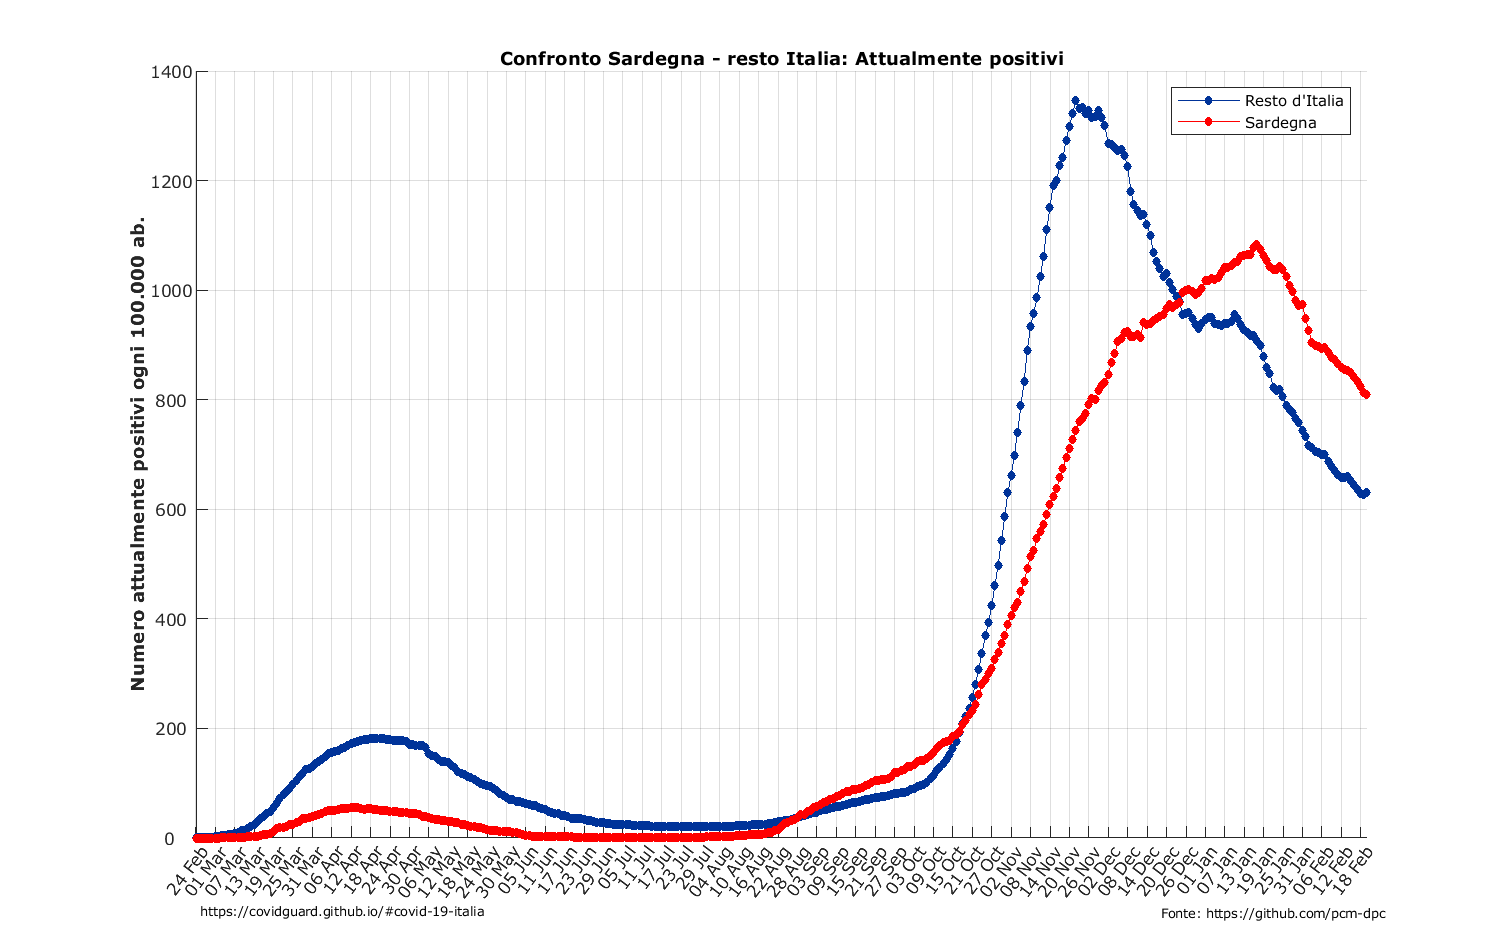 Confronto Sardegna - resto Italia: Attualmente positivi
Numero attualmente positivi ogni 100.000 ab.
1400
1200
1000
800
600
400
200
0
Resto d'Italia
Sardegna
24 Feb
01 Mar
07 Mar
13 Mar
19 Mar
25 Mar
31 Mar
06 Apr
12 Apr
18 Apr
24 Apr
30 Apr
06 May
12 May
18 May
24 May
30 May
05 Jun
11 Jun
17 Jun
23 Jun
29 Jun
05 Jul
11 Jul
17 Jul
23 Jul
29 Jul
04 Aug
10 Aug
16 Aug
22 Aug
28 Aug
03 Sep
09 Sep
15 Sep
21 Sep
27 Sep
03 Oct
09 Oct
15 Oct
21 Oct
27 Oct
02 Nov
08 Nov
14 Nov
20 Nov
26 Nov
02 Dec
08 Dec
14 Dec
20 Dec
26 Dec
01 Jan
07 Jan
13 Jan
19 Jan
25 Jan
31 Jan
06 Feb
12 Feb
18 Feb
https://covidguard.github.io/#covid-19-italia
Fonte: https://github.com/pcm-dpc